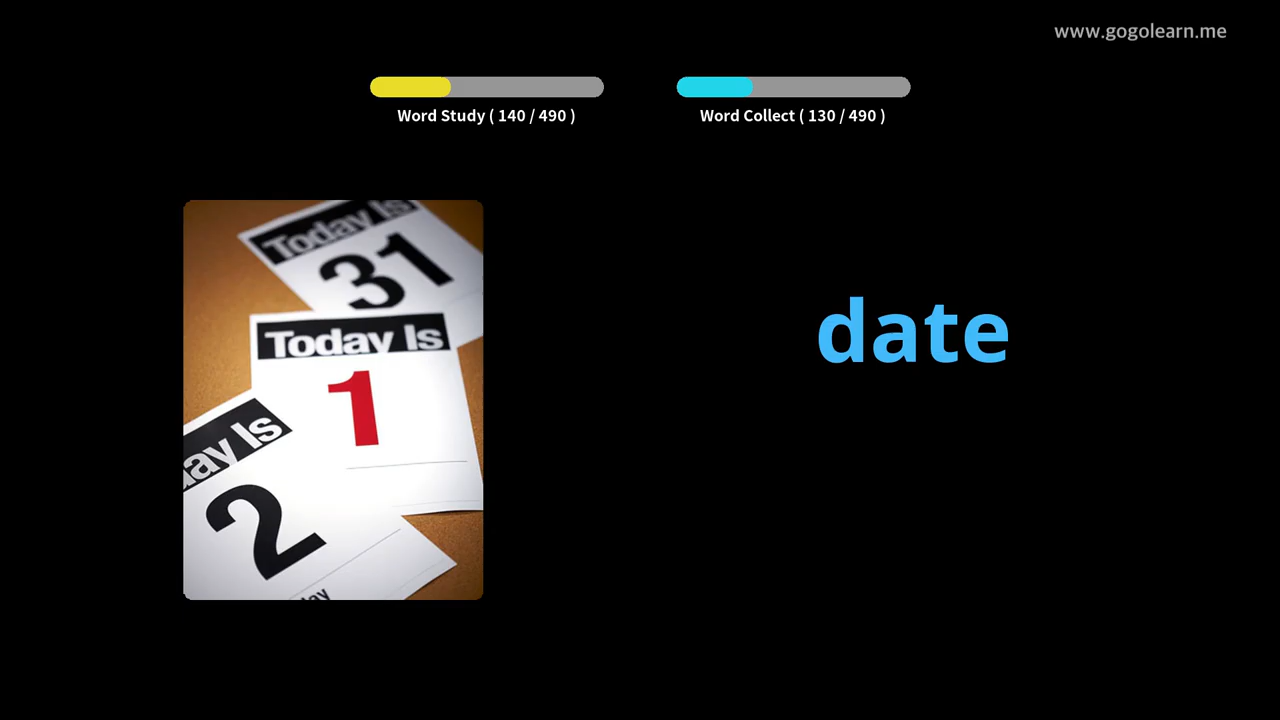 www.gogolearn.me
Word Study ( 140 / 490 )
Word Collect ( 130 / 490 )
Today Is
31
Today Is
1
day Is
2
date